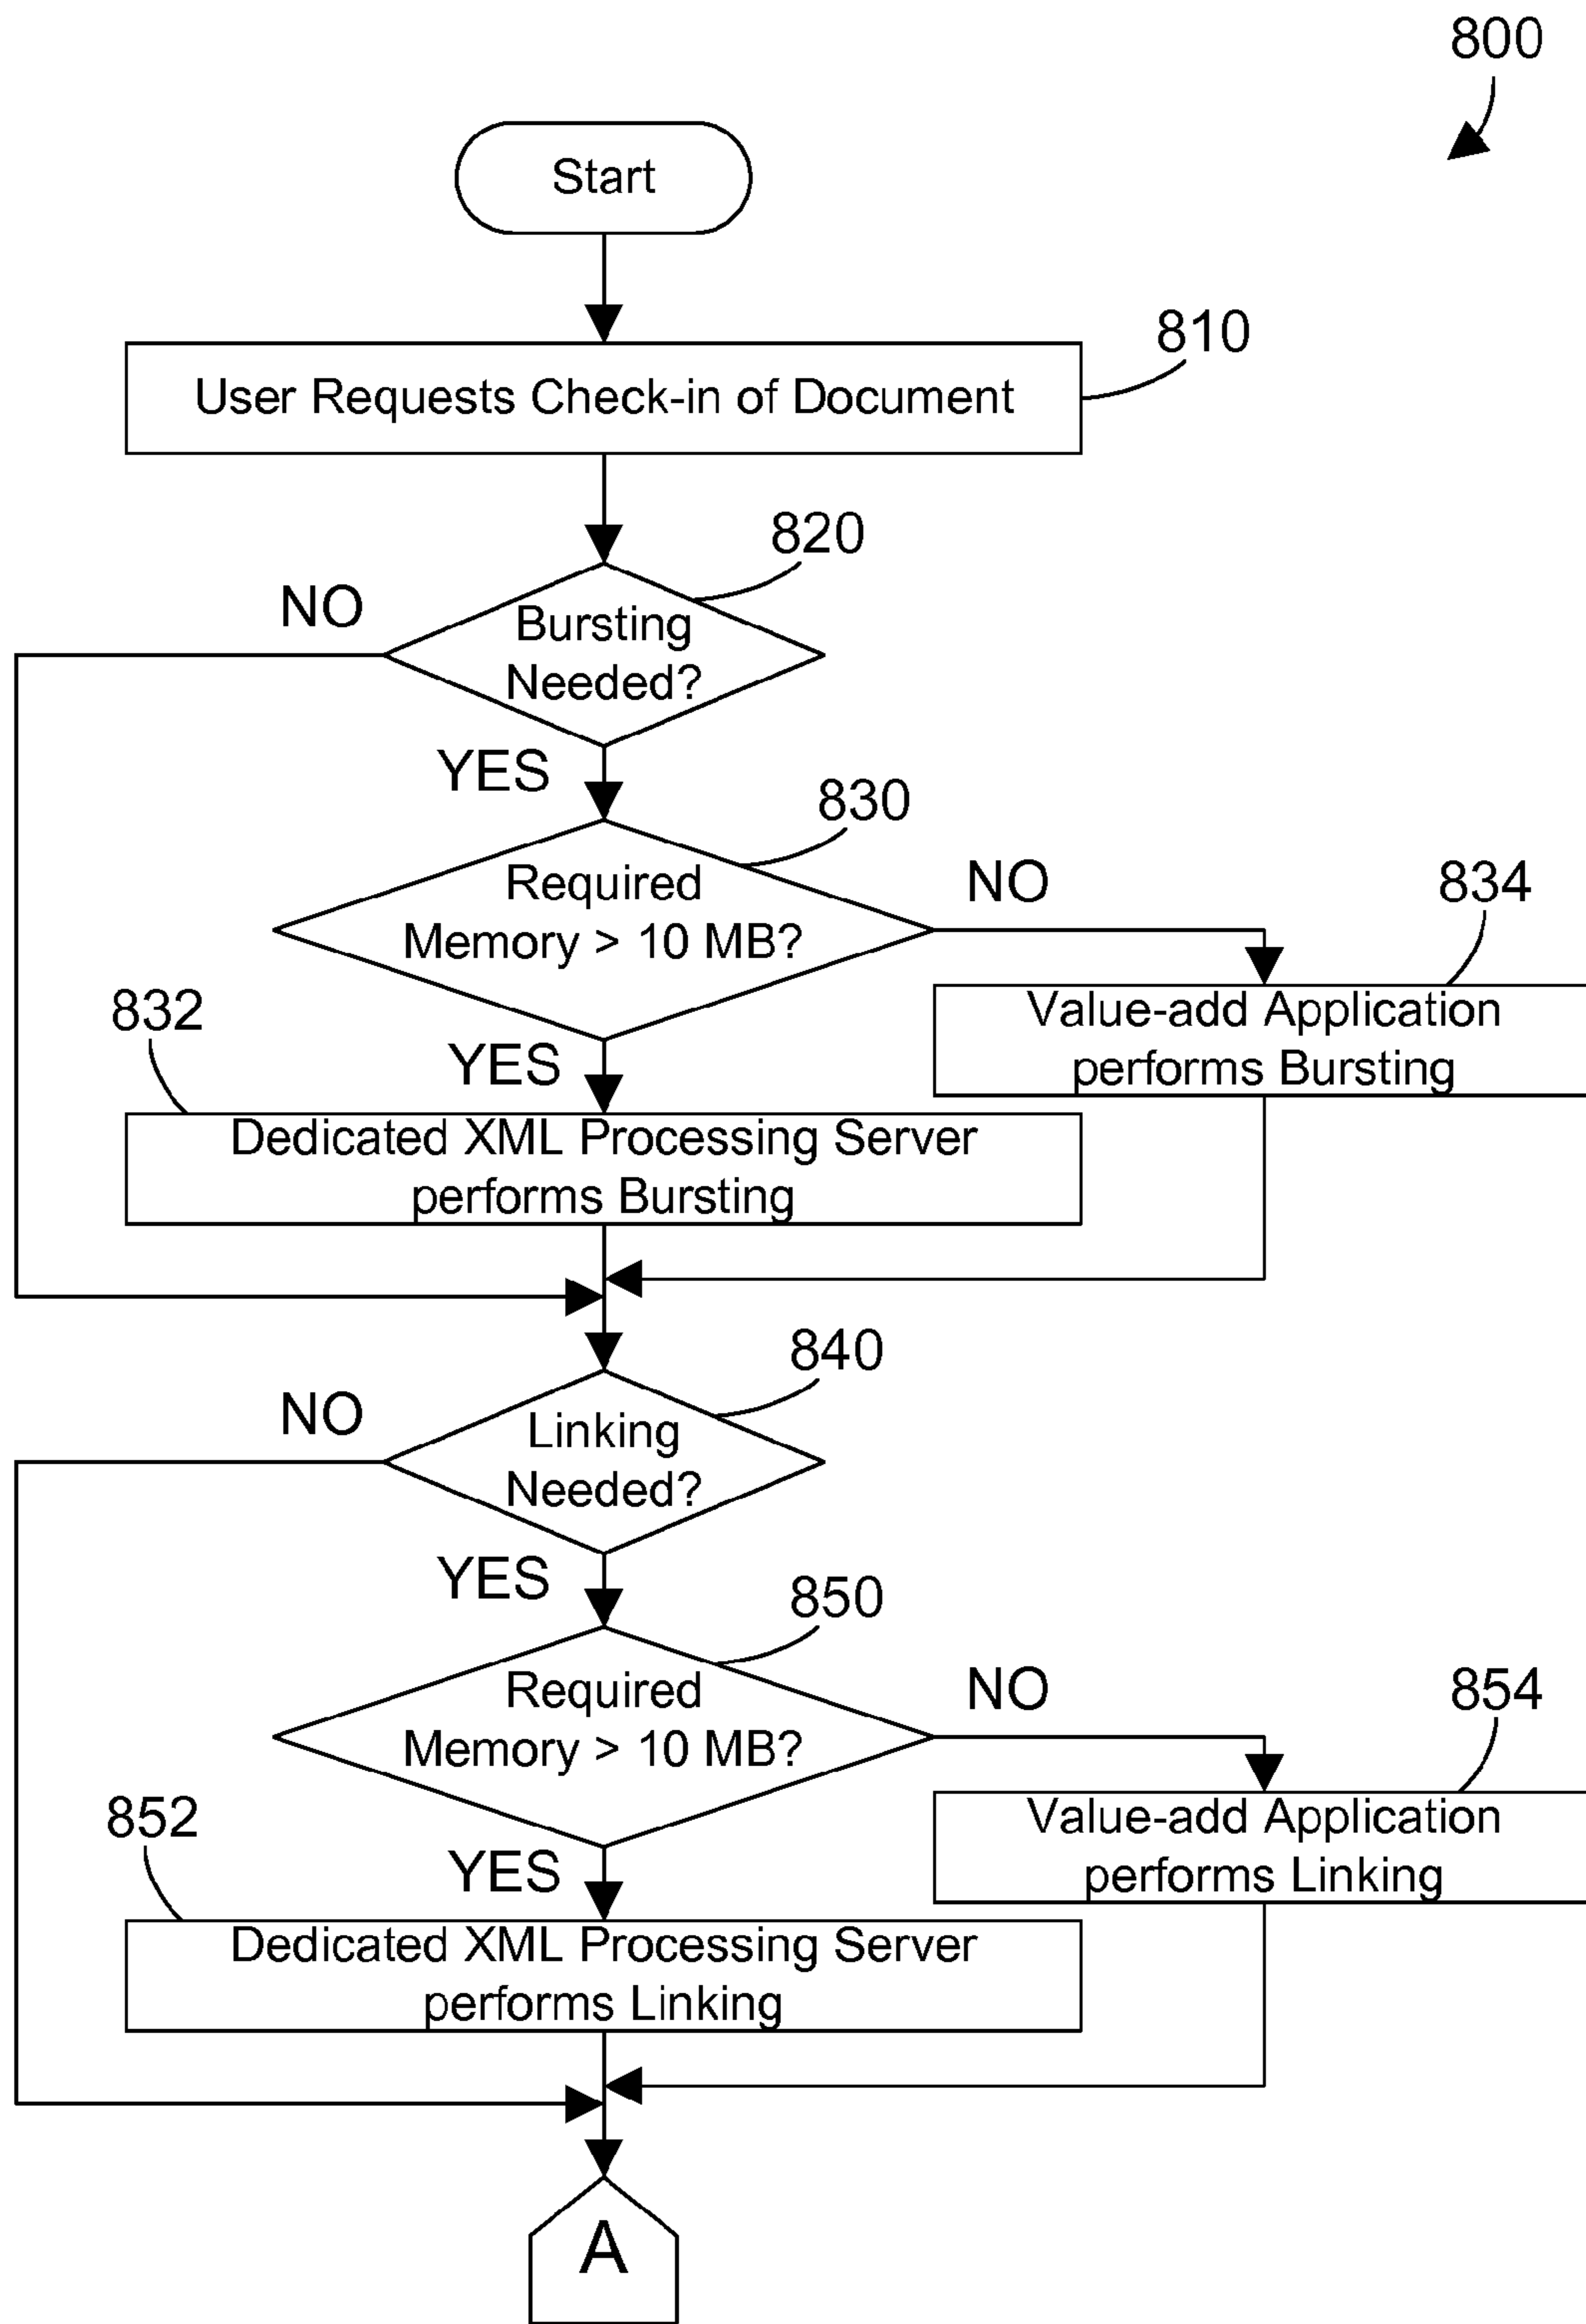 800
Start
810
User Requests Check-in of Document
820
NO
Bursting
Needed?
YES
830
Required
Memory > 10 MB?
NO
834
Value-add Application
performs Bursting
832
YES
Dedicated XML Processing Server
performs Bursting
840
NO
Linking
Needed?
YES
850
Required
Memory > 10 MB?
NO
854
Value-add Application
performs Linking
852
YES
Dedicated XML Processing Server
performs Linking
A